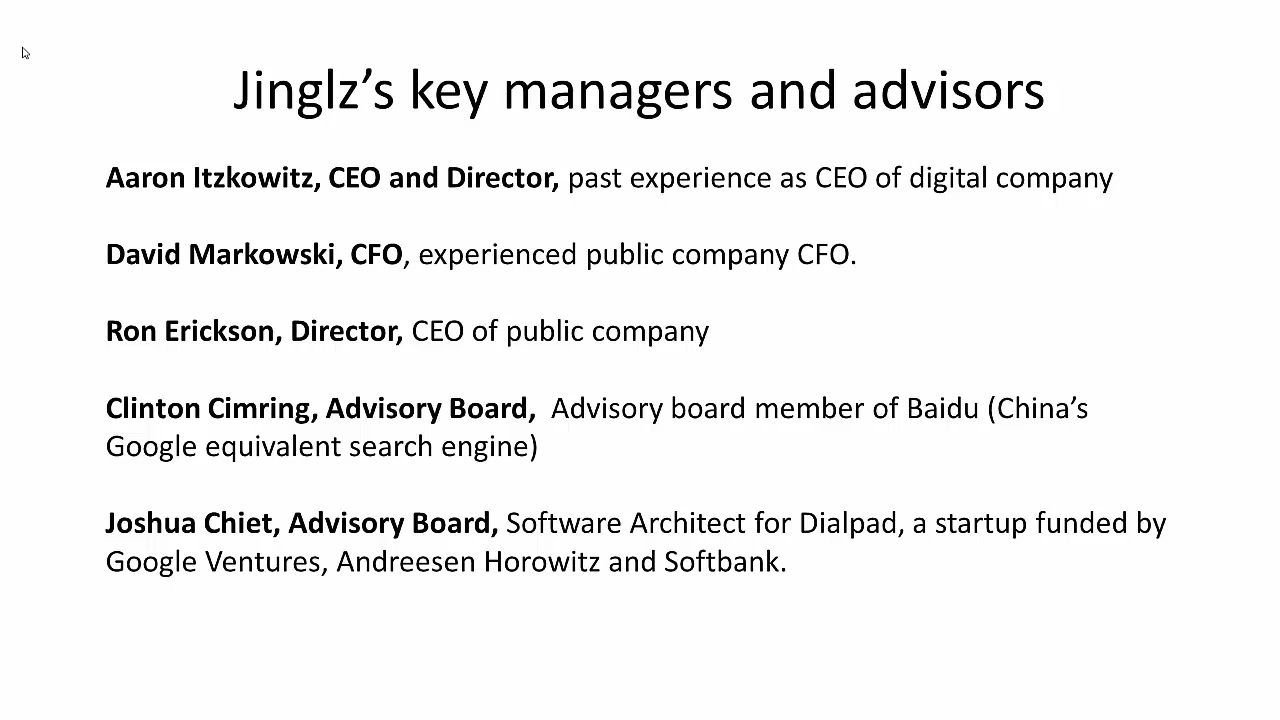 Jinglz’s key managers and advisors
Aaron Itzkowitz, CEO and Director, past experience as CEO of digital company
David Markowski, CFO, experienced public company CFO.
Ron Erickson, Director, CEO of public company
Clinton Cimring, Advisory Board,  Advisory board member of Baidu (China’s
Google equivalent search engine)
Joshua Chiet, Advisory Board, Software Architect for Dialpad, a startup funded by
Google Ventures, Andreesen Horowitz and Softbank.